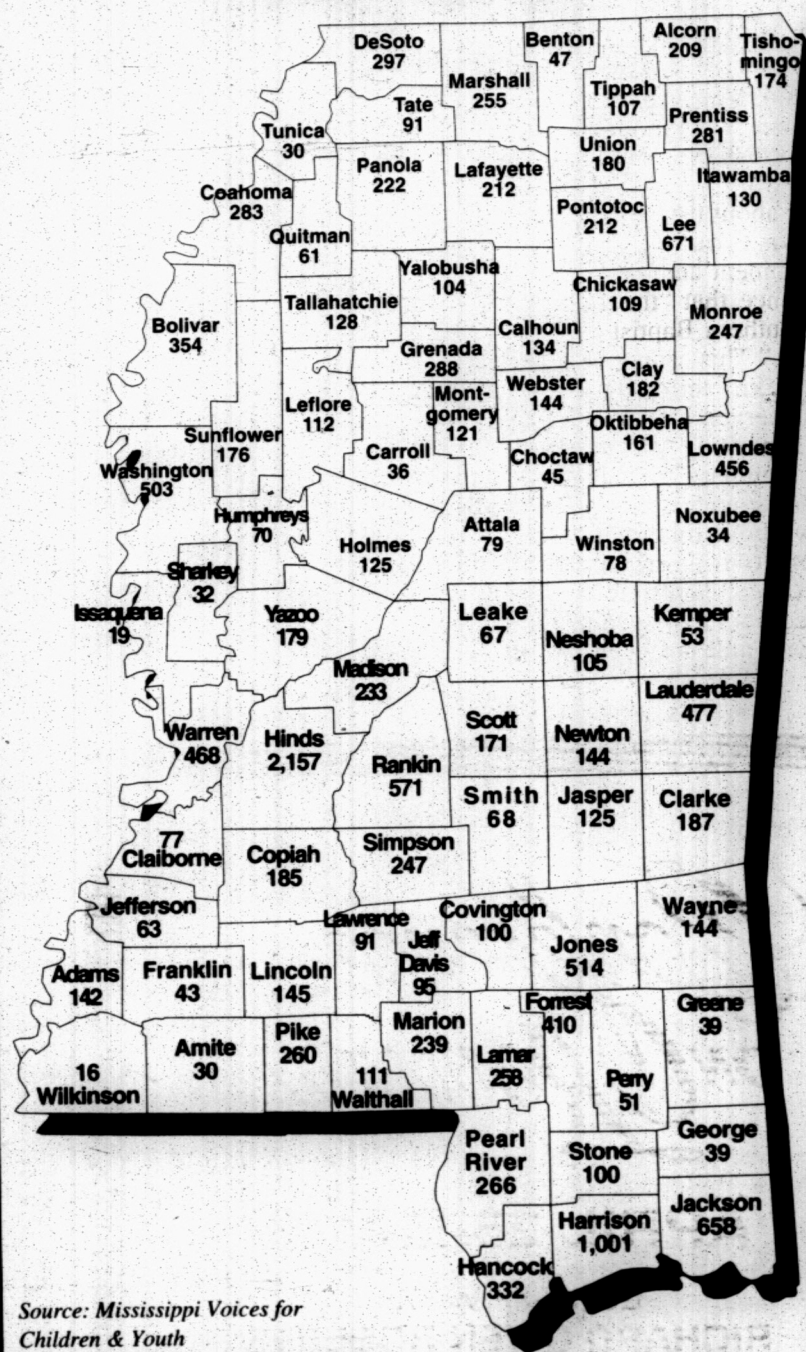 DeSoto
297
Benton
47
Alcorn
209
Tisho-
mingo
174
Marshall
255
Tippah
107
Tate
91
Prentiss
281
Tunica
30
Union
180
Panola
222
Lafayette
212
Itawamba
130
Coahoma
283
Pontotoc
212
Lee
671
Quitman
61
Yalobusha
104
Chickasaw
109
Tallahatchie
128
Monroe
247
Bolivar
354
Calhoun
134
Grenada
288
Clay
182
Webster
144
Mont-
gomery
121
Leflore
112
Oktibbeha
161
Sunflower
176
Carroll
36
Choctaw
45
Lowndes
456
Washington
503
Humphreys
70
Attala
79
Noxubee
34
Holmes
125
Winston
78
Sharkey
32
Issaquena
19
Yazoo
179
Leake
67
Neshoba
105
Kemper
53
Madison
233
Lauderdale
477
Warren
468
Hinds
2,157
Scott
171
Newton
144
Rankin
571
Smith
68
Jasper
125
Clarke
187
77
Claiborne
Copiah
185
Simpson
247
Jefferson
63
Lawrence
91
Covington
100
Wayne
144
Jeff
Davis
95
Jones
514
Adams
142
Franklin
43
Lincoln
145
Forrest
410
Greene
39
Marion
239
Pike
260
Amite
30
Lamar
258
16
Wilkinson
111
Walthall
Perry
51
Pearl
River
266
Stone
100
George
39
Jackson
658
Harrison
1,001
Hancock
332
Source: Mississippi Voices for
Children & Youth